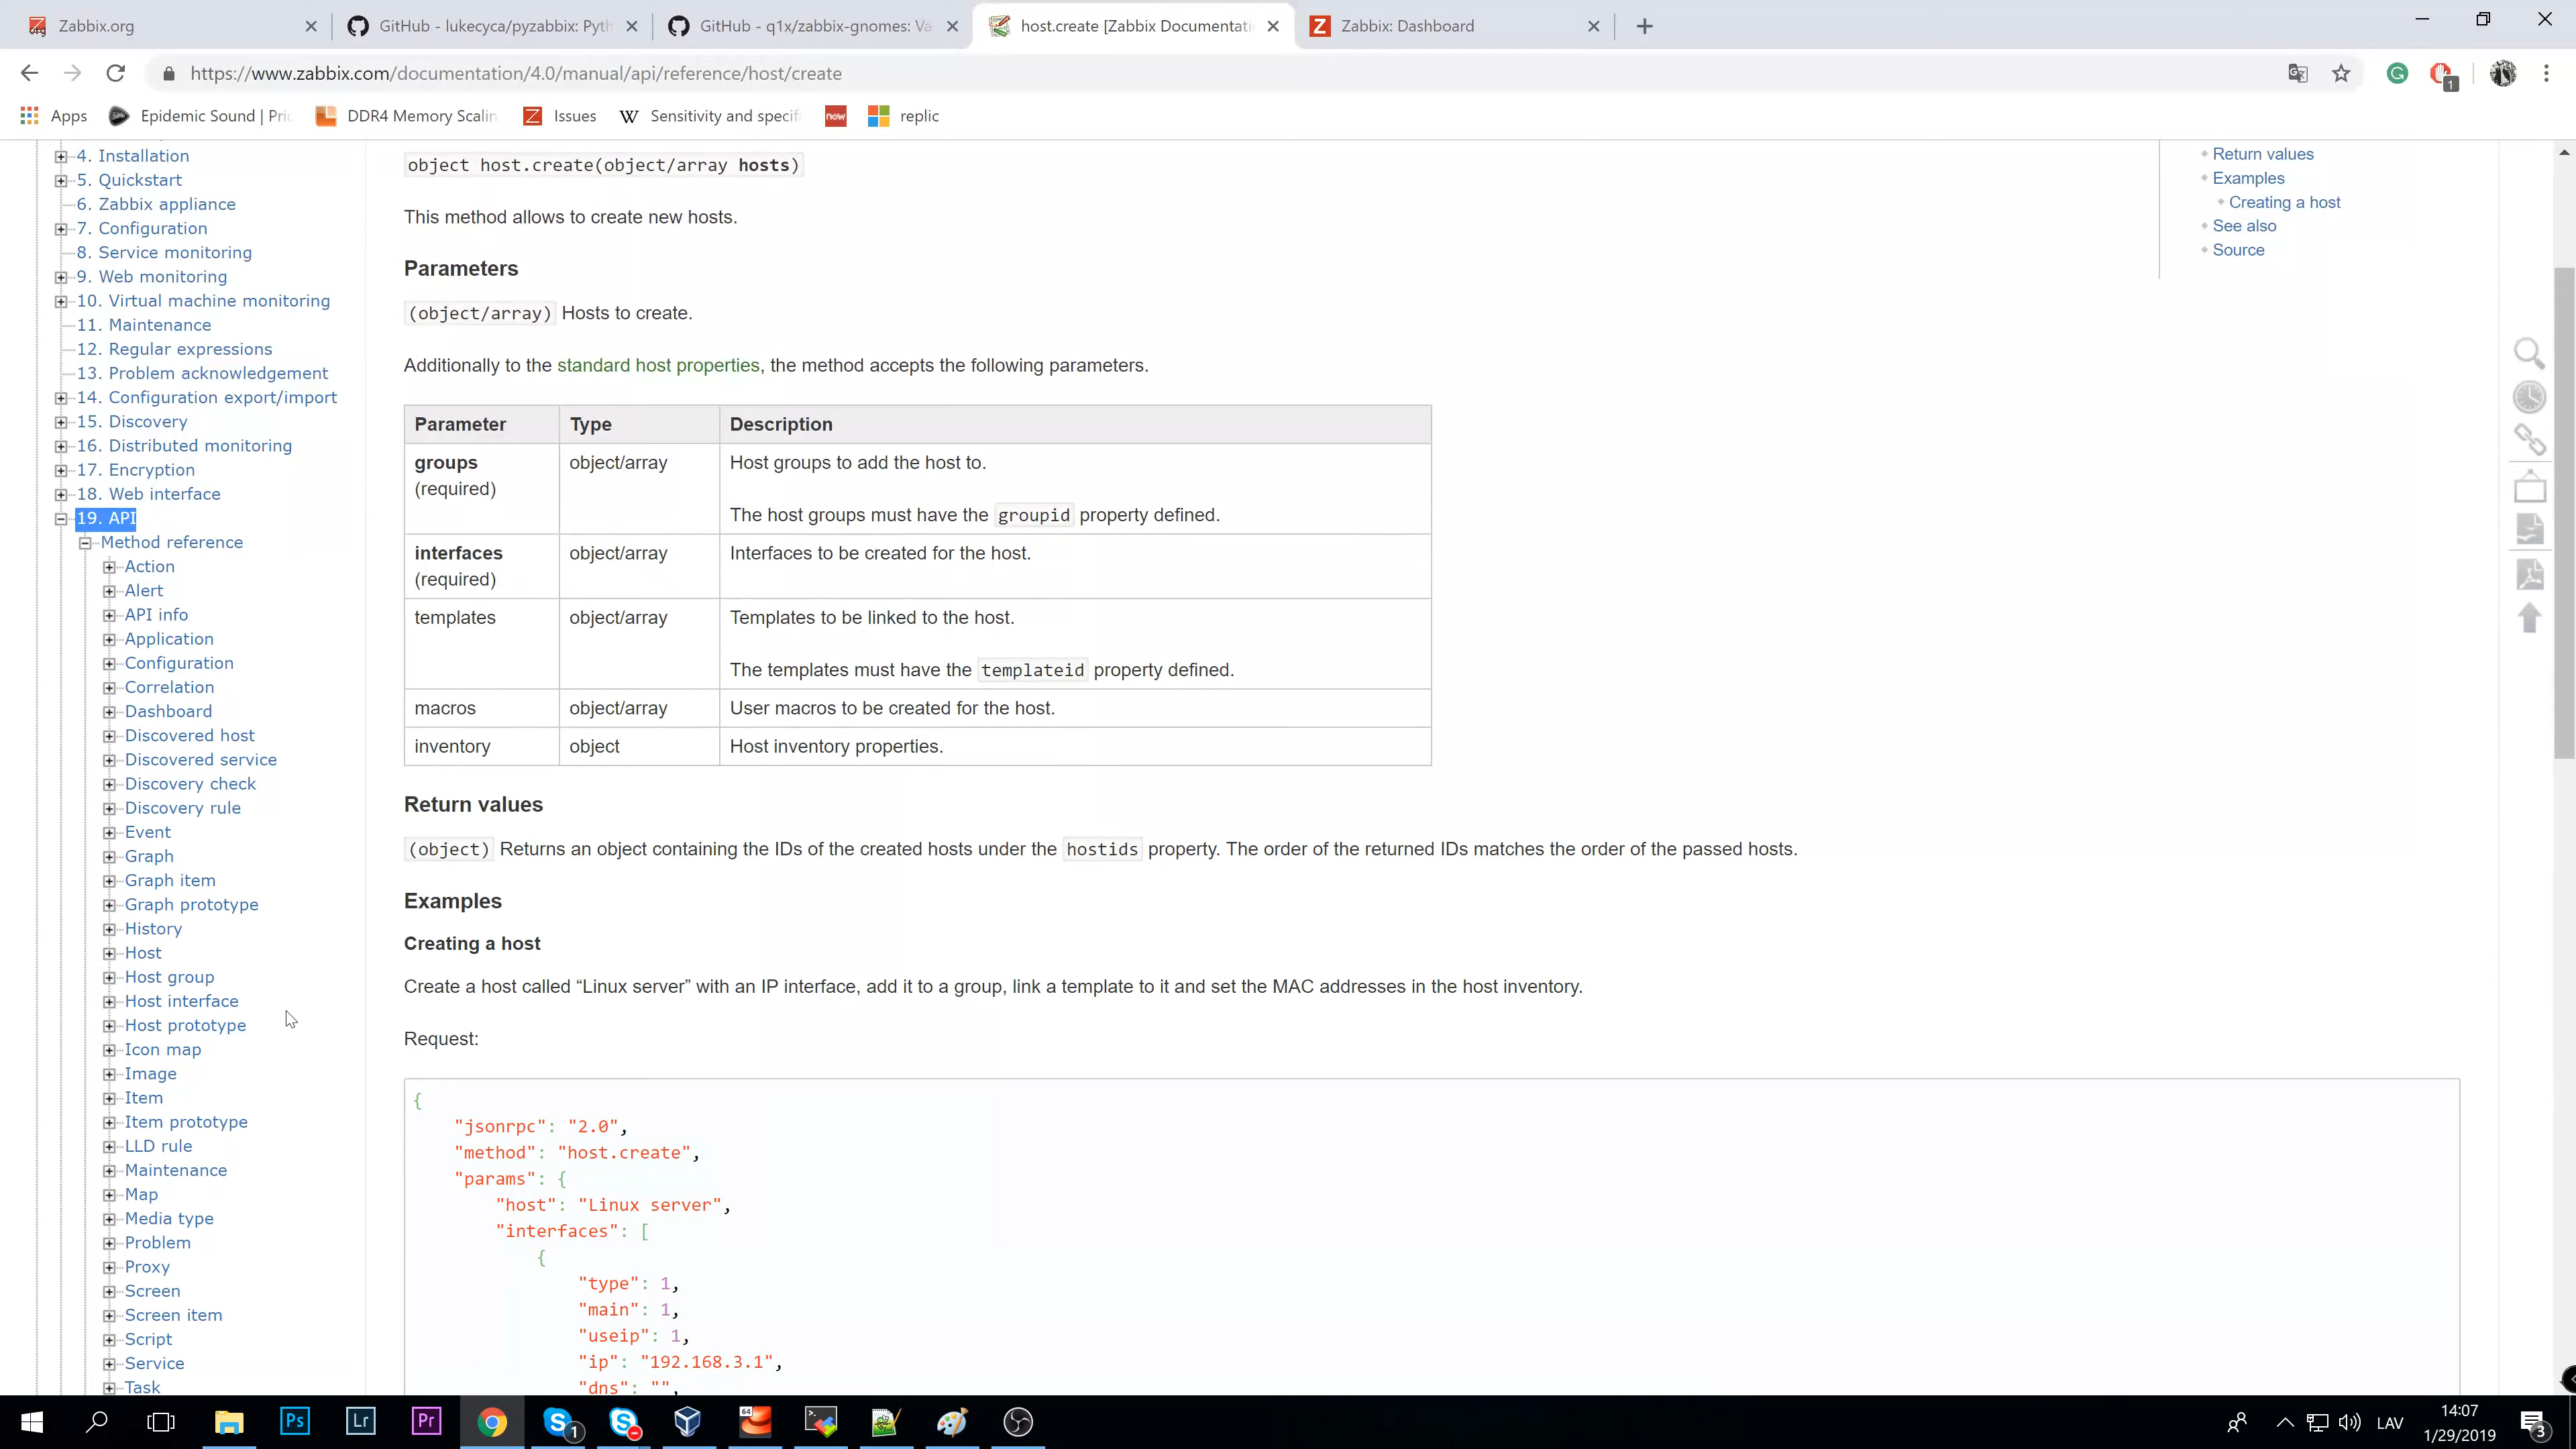 Zabbix.org
GitHub - lukecyca/pyzabbix: Pyth
GitHub - q1x/zabbix-gnomes: Va
host.create [Zabbix Documentati
Zabbix: Dashboard
https://www.zabbix.com/documentation/4.0/manual/api/reference/host/create
1
Apps
Epidemic Sound | Pric
DDR4 Memory Scalin
Issues
W
Sensitivity and specifi
now
replic
4. Installation
5. Quickstart
6. Zabbix appliance
7. Configuration
8. Service monitoring
9. Web monitoring
10. Virtual machine monitoring
11. Maintenance
12. Regular expressions
13. Problem acknowledgement
14. Configuration export/import
15. Discovery
16. Distributed monitoring
17. Encryption
18. Web interface
19. API
Method reference
Action
Alert
API info
Application
Configuration
Correlation
Dashboard
Discovered host
Discovered service
Discovery check
Discovery rule
Event
Graph
Graph item
Graph prototype
History
Host
Host group
Host interface
Host prototype
Icon map
Image
Item
Item prototype
LLD rule
Maintenance
Map
Media type
Problem
Proxy
Screen
Screen item
Script
Service
Task
object host.create(object/array hosts)
This method allows to create new hosts.
Parameters
(object/array) Hosts to create.
Additionally to the standard host properties, the method accepts the following parameters.
Parameter Type Description
groups (required) object/array Host groups to add the host to.
The host groups must have the groupid property defined.
interfaces (required) object/array Interfaces to be created for the host.
templates object/array Templates to be linked to the host.
The templates must have the templateid property defined.
macros object/array User macros to be created for the host.
inventory object Host inventory properties.
Return values
(object) Returns an object containing the IDs of the created hosts under the hostids property. The order of the returned IDs matches the order of the passed hosts.
Examples
Creating a host
Create a host called “Linux server” with an IP interface, add it to a group, link a template to it and set the MAC addresses in the host inventory.
Request:
{
"jsonrpc": "2.0",
"method": "host.create",
"params": {
"host": "Linux server",
"interfaces": [
{
"type": 1,
"main": 1,
"useip": 1,
"ip": "192.168.3.1",
"dns": "",
Return values
Examples
Creating a host
See also
Source
Ps
Lr
Pr
1
64
LAV
14:07
1/29/2019
3